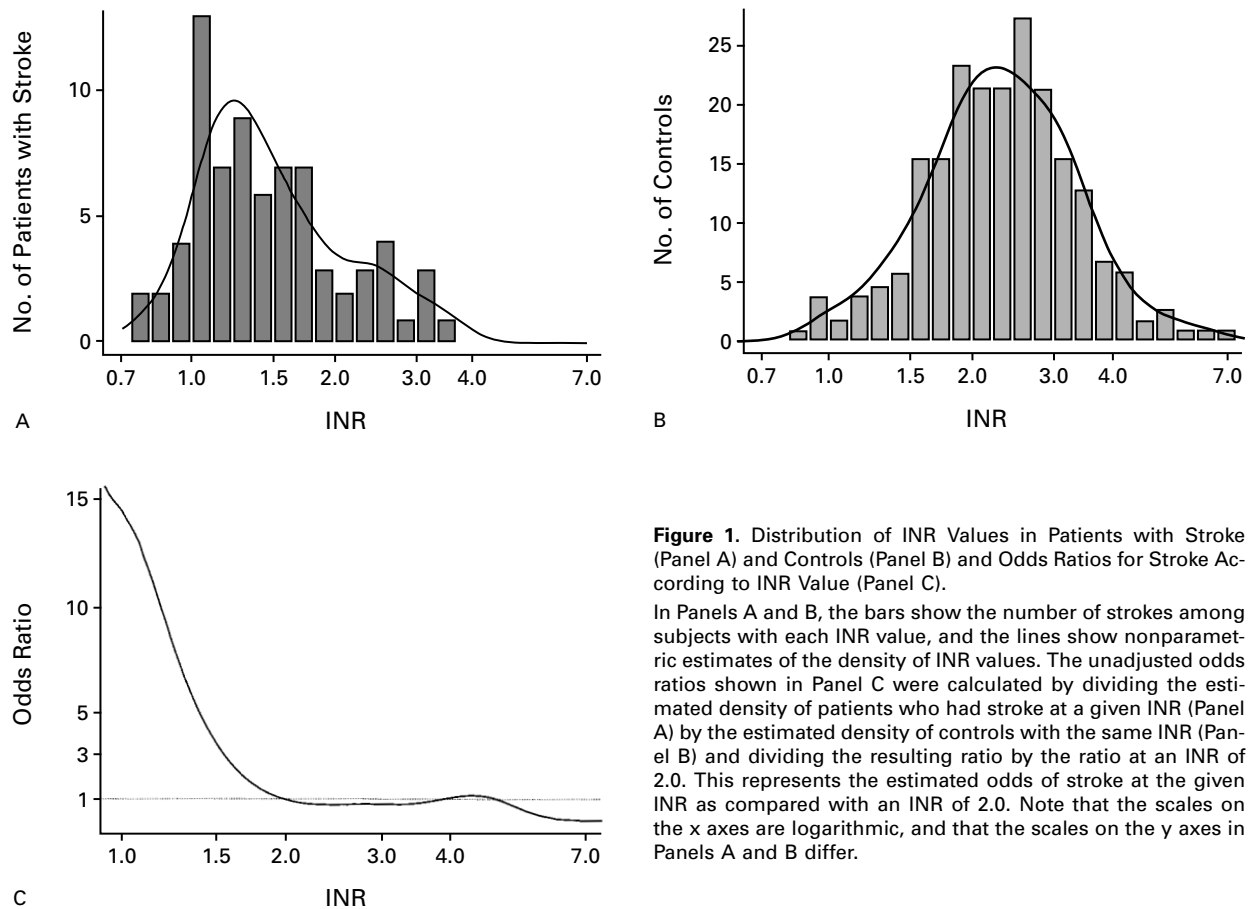 No. of Patients with Stroke
10
5
0
0.7 1.0 1.5 2.0 3.0 4.0 7.0
INR
A
No. of Controls
25
20
15
10
5
0
0.7 1.0 1.5 2.0 3.0 4.0 7.0
INR
B
Odds Ratio
15
10
5
3
1
1.0 1.5 2.0 3.0 4.0 7.0
INR
C
Figure 1. Distribution of INR Values in Patients with Stroke
(Panel A) and Controls (Panel B) and Odds Ratios for Stroke Ac-
cording to INR Value (Panel C).
In Panels A and B, the bars show the number of strokes among
subjects with each INR value, and the lines show nonparamet-
ric estimates of the density of INR values. The unadjusted odds
ratios shown in Panel C were calculated by dividing the esti-
mated density of patients who had stroke at a given INR (Panel
A) by the estimated density of controls with the same INR (Pan-
el B) and dividing the resulting ratio by the ratio at an INR of
2.0. This represents the estimated odds of stroke at the given
INR as compared with an INR of 2.0. Note that the scales on
the x axes are logarithmic, and that the scales on the y axes in
Panels A and B differ.